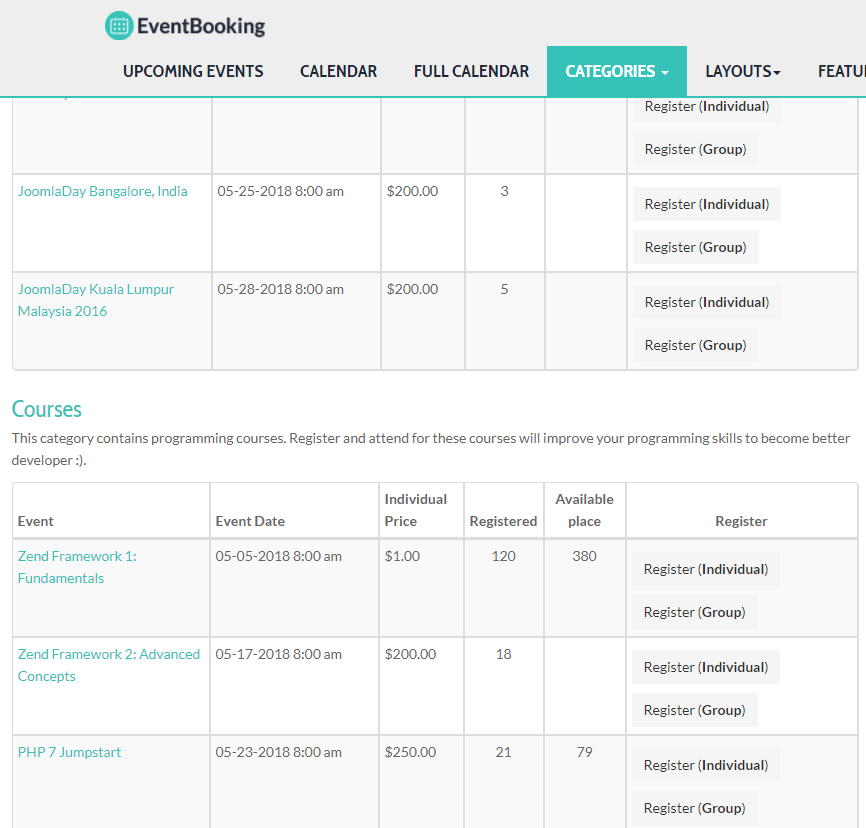 EventBooking
UPCOMING EVENTS CALENDAR FULL CALENDAR CATEGORIES LAYOUTS FEATU
Register (Individual)
Register (Group)
JoomlaDay Bangalore, India 05-25-2018 8:00 am $200.00 3 Register (Individual)
Register (Group)
JoomlaDay Kuala Lumpur 05-28-2018 8:00 am $200.00 5 Register (Individual)
Malaysia 2016
Register (Group)
Courses
This category contains programming courses. Register and attend for these courses will improve your programming skills to become better
developer :).
Individual Available
Event Event Date Price Registered place Register
Zend Framework 1: 05-05-2018 8:00 am $1.00 120 380 Register (Individual)
Fundamentals
Register (Group)
Zend Framework 2: Advanced 05-17-2018 8:00 am $200.00 18 Register (Individual)
Concepts
Register (Group)
PHP 7 Jumpstart 05-23-2018 8:00 am $250.00 21 79 Register (Individual)
Register (Group)